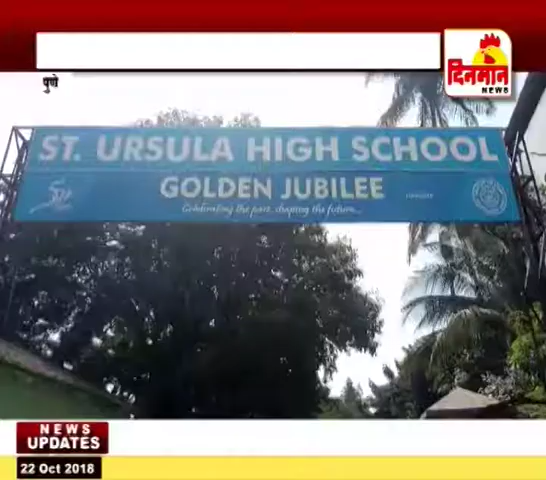 दिनमान
NEWS
पुणे
ST. URSULA HIGH SCHOOL
GOLDEN JUBILEE
Celebrating the past, shaping the future...
NEWS
UPDATES
22 Oct 2018